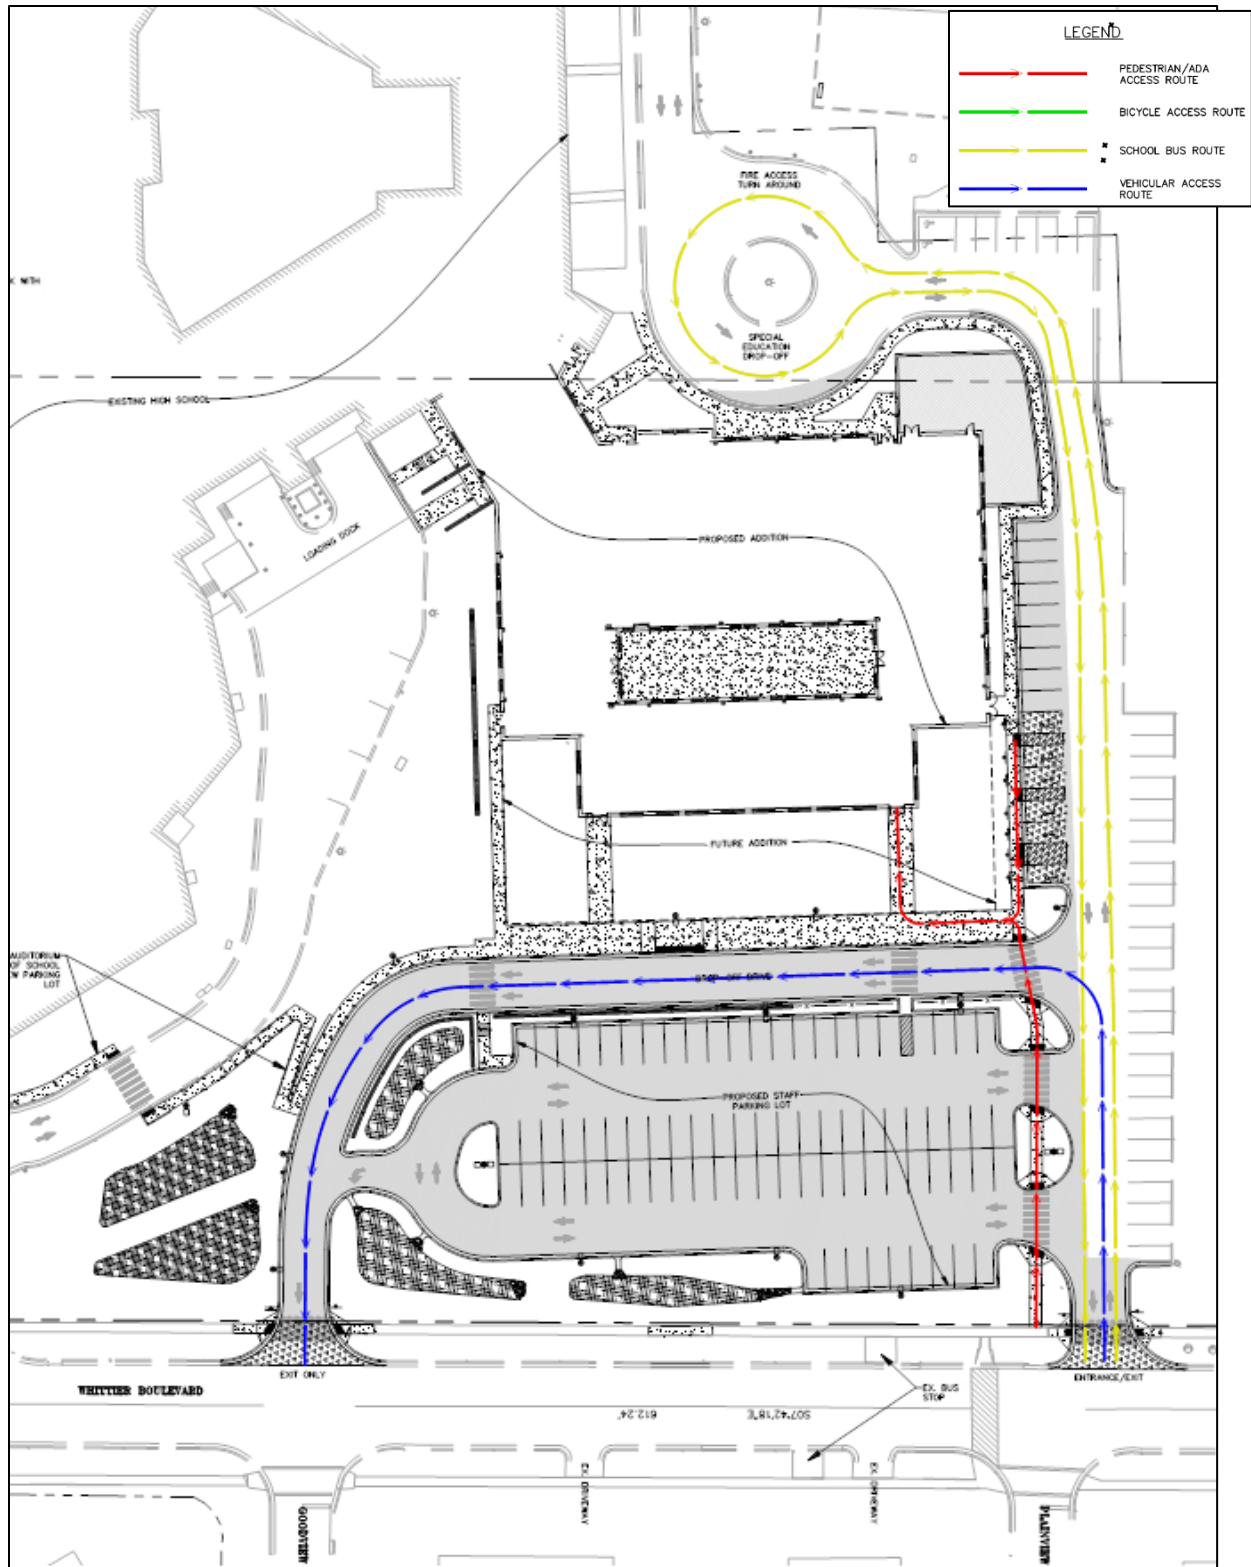 LEGEND
PEDESTRIAN/ADA
ACCESS ROUTE
BICYCLE ACCESS ROUTE
SCHOOL BUS ROUTE
VEHICULAR ACCESS
ROUTE
FIRE ACCESS
TURN AROUND
K WITH
SPECIAL
EDUCATION
DROP-OFF
EXISTING HIGH SCHOOL
LOADING DOCK
PROPOSED ADDITION
FUTURE ADDITION
AUDITORIUM
OF SCHOOL
W PARKING
LOT
DROP-OFF DRIVE
PROPOSED STAFF
PARKING LOT
EXIT ONLY
ENTRANCE/EXIT
WHITTIER BOULEVARD
EX. BUS
STOP
612.24'
S07°42'18"E
EX. DRIVEWAY
EX. DRIVEWAY
GOODVIEW
PLAINVIEW